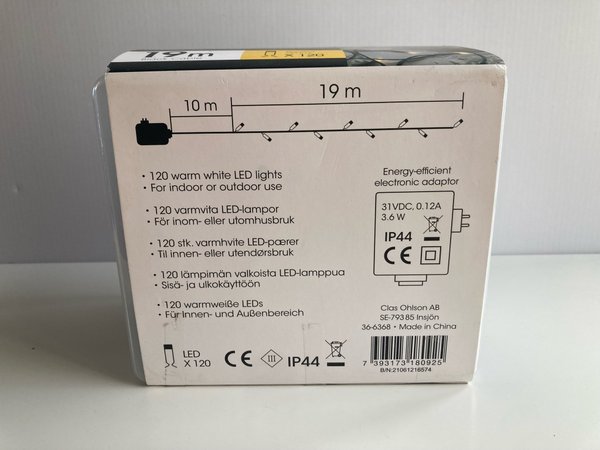 19m
X 120
10 m
19 m
• 120 warm white LED lights
• For indoor or outdoor use
• 120 varmvita LED-lampor
• För inom- eller utomhusbruk
• 120 stk. varmhvite LED-pærer
• Til innen- eller utendørsbruk
• 120 lämpimän valkoista LED-lamppua
• Sisä- ja ulkokäyttöön
• 120 warmweiße LEDs
• Für Innen- und Außenbereich
Energy-efficient
electronic adaptor
31VDC, 0.12A
3.6 W
IP44
CE
Clas Ohlson AB
SE-793 85 Insjön
36-6368 • Made in China
LED
X 120
CE
III
IP44
7 393173 180925
B/N:21061216574